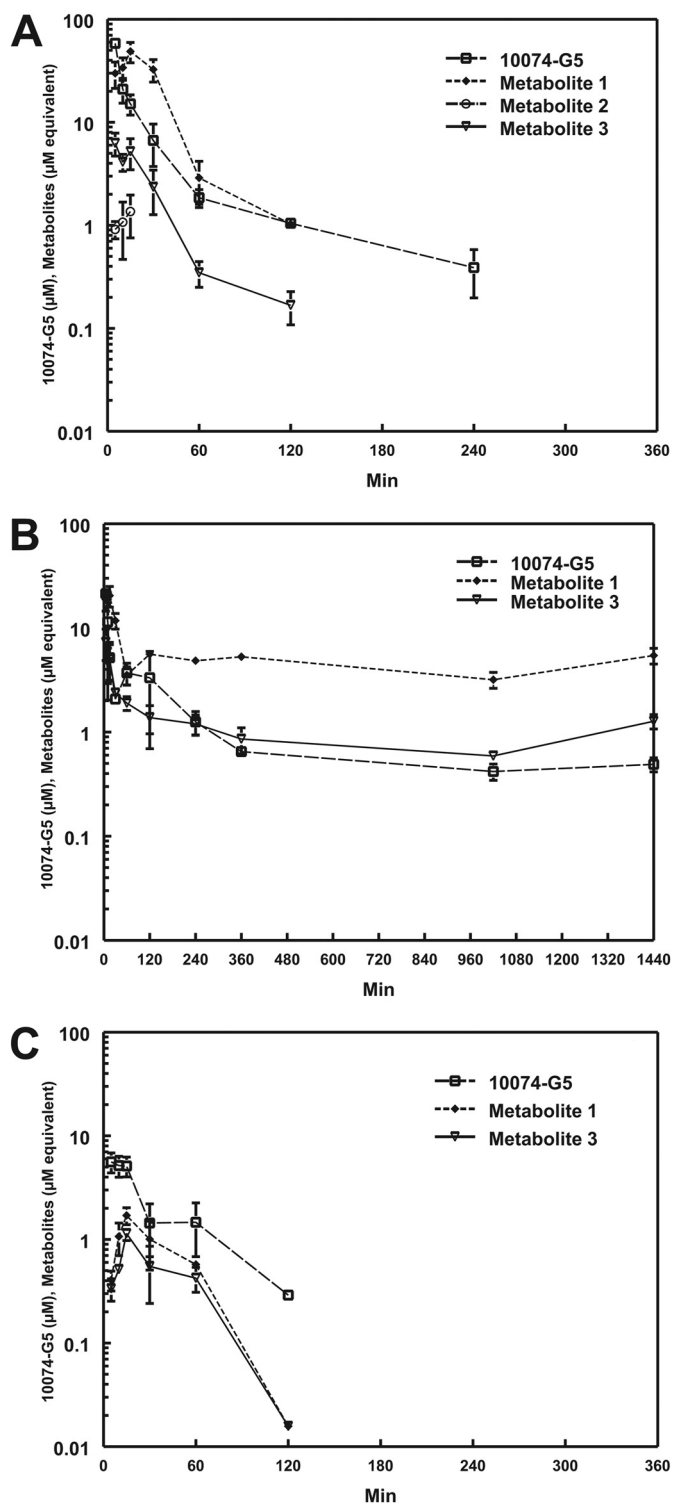 A
10074-G5 (µM), Metabolites (µM equivalent)
100
10
1
0.1
0.01
10074-G5
Metabolite 1
Metabolite 2
Metabolite 3
0 60 120 180 240 300 360
Min
B
10074-G5 (µM), Metabolites (µM equivalent)
100
10
1
0.1
0.01
10074-G5
Metabolite 1
Metabolite 3
0 120 240 360 480 600 720 840 960 1080 1200 1320 1440
Min
C
10074-G5 (µM), Metabolites (µM equivalent)
100
10
1
0.1
0.01
10074-G5
Metabolite 1
Metabolite 3
0 60 120 180 240 300 360
Min